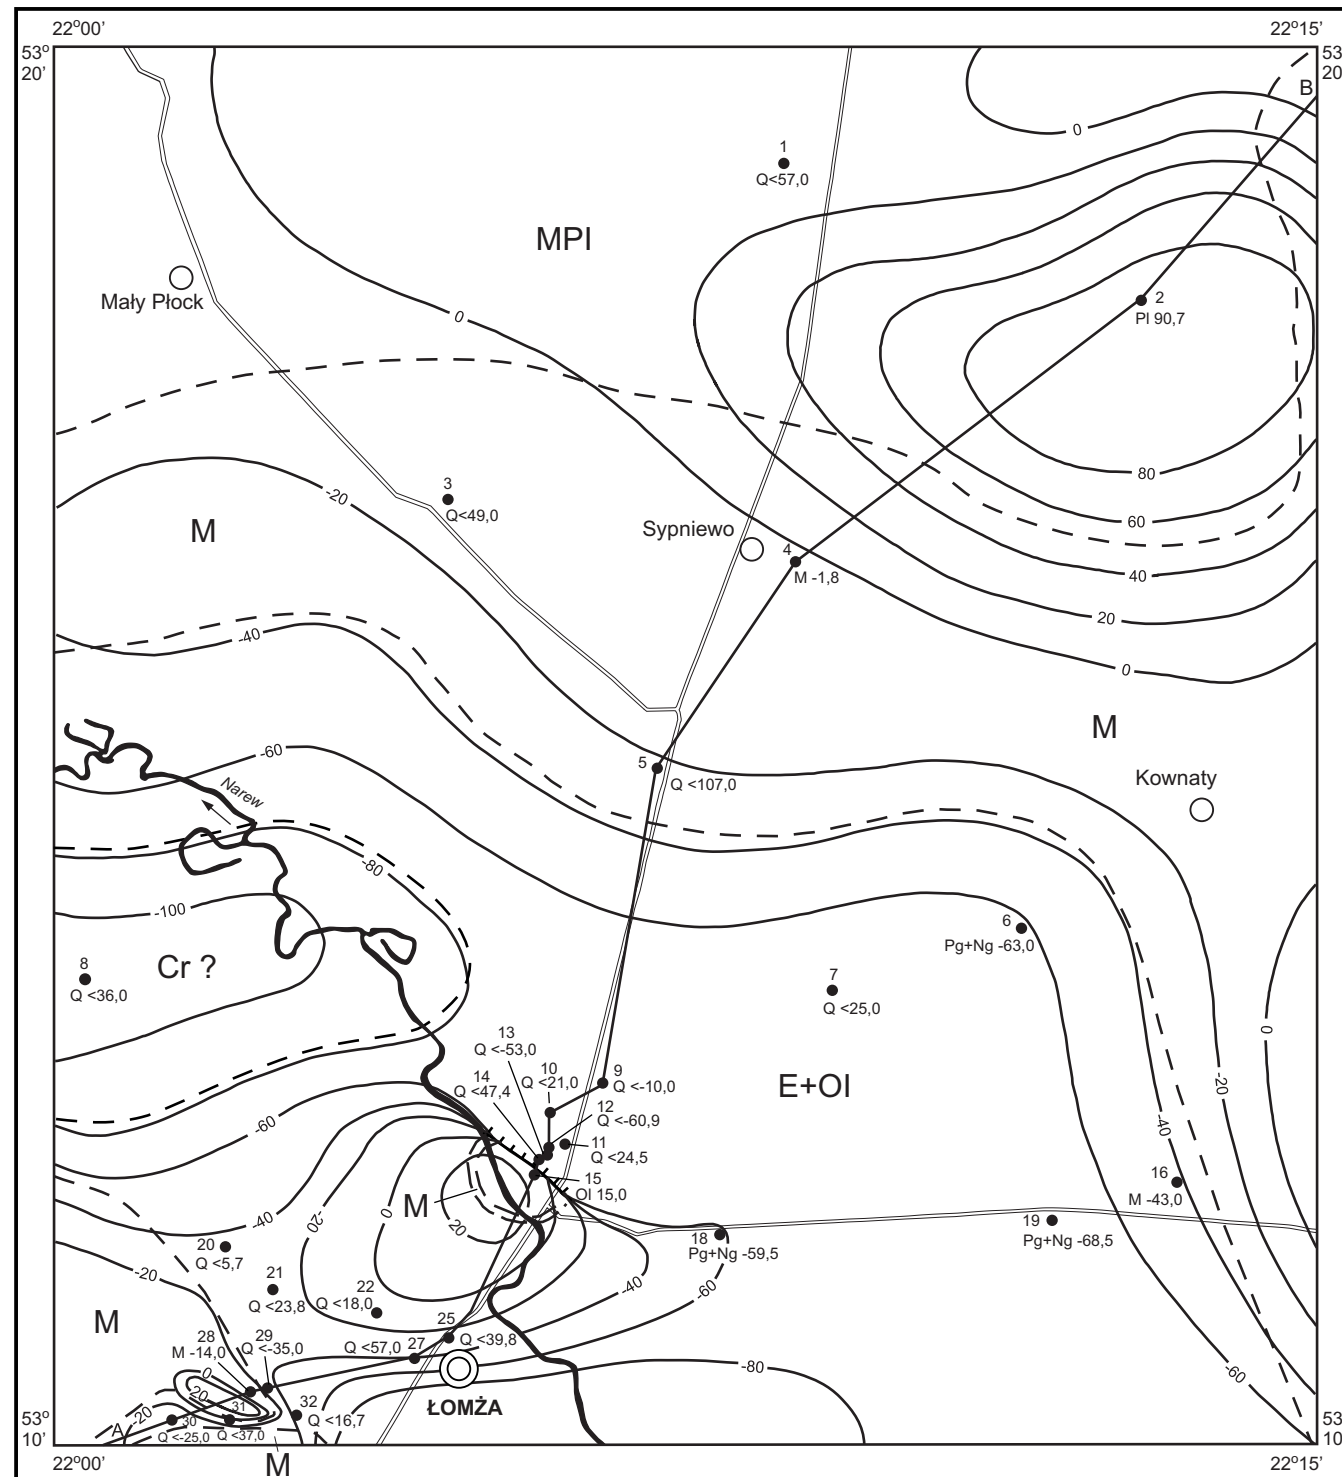 22°00’
22°15’
53°
20’
53
20
B
0
1
Q<57,0
MPl
2
Pl 90,7
Mały Płock
0
80
3
Q<49,0
-20
60
M
Sypniewo
4
M -1,8
40
20
-40
0
M
-60
5
Q <107,0
Kownaty
Narew
-80
-100
6
Pg+Ng -63,0
Cr ?
8
Q <36,0
7
Q <25,0
0
13
Q <-53,0
10
Q <21,0
9
Q <-10,0
14
Q <47,4
E+Ol
-20
12
Q <-60,9
-60
-40
11
Q <24,5
15
Ol 15,0
16
M -43,0
M
-40
-20
0
20
19
Pg+Ng -68,5
18
Pg+Ng -59,5
20
Q <5,7
-20
21
Q <23,8
22
Q <18,0
-40
-60
M
25
Q <39,8
28
M -14,0
29
Q <-35,0
Q <57,0
27
-80
-60
0
20
ŁOMŻA
32
Q <16,7
-20
30
Q <-25,0
31
Q <37,0
A
53°
10’
53
10
M
22°00’
22°15’